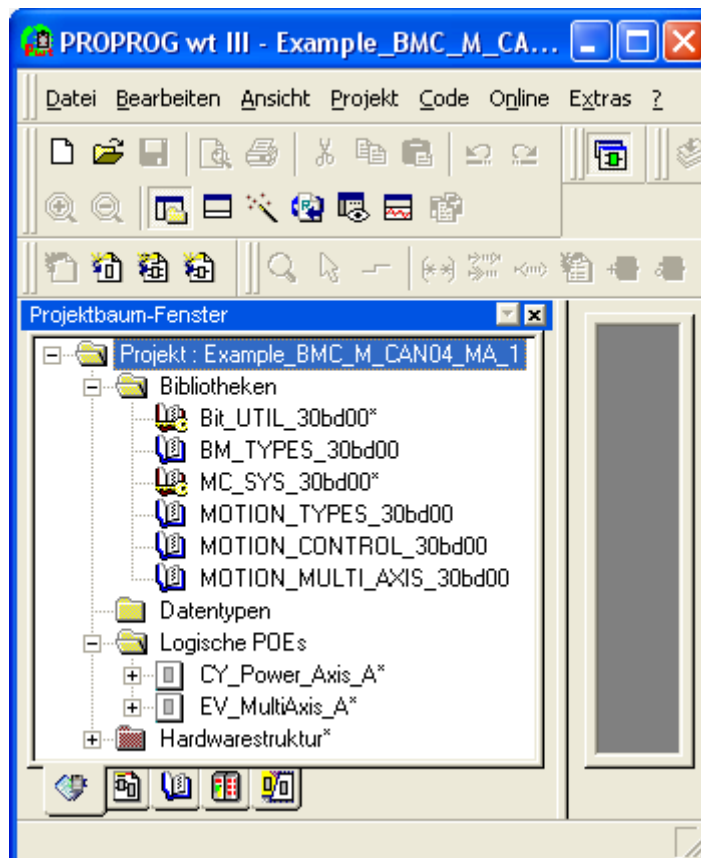 PROPROG wt III - Example_BMC_M_CA...
Datei Bearbeiten Ansicht Projekt Code Online Extras ?
Projektbaum-Fenster
Projekt : Example_BMC_M_CAN04_MA_1
Bibliotheken
Bit_UTIL_30bd00*
BM_TYPES_30bd00
MC_SYS_30bd00*
MOTION_TYPES_30bd00
MOTION_CONTROL_30bd00
MOTION_MULTI_AXIS_30bd00
Datentypen
Logische POEs
CY_Power_Axis_A*
EV_MultiAxis_A*
Hardwarestruktur*